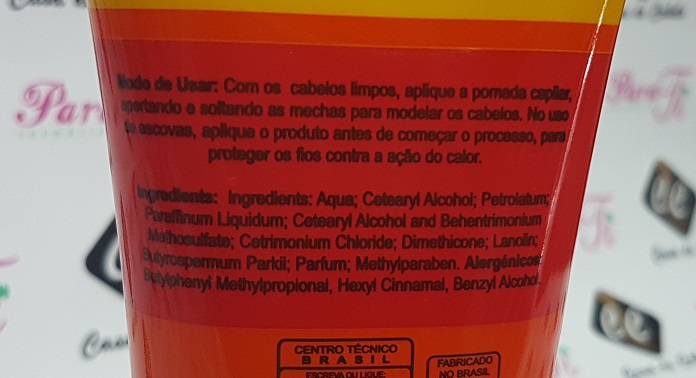 Modo de Usar: Com os cabelos limpos, aplique a pomada capilar,
apertando e soltando as mechas para modelar os cabelos. No uso
de escovas, aplique o produto antes de começar o processo, para
proteger os fios contra a ação do calor.
Ingredients: Ingredients: Aqua; Cetearyl Alcohol; Petrolatum;
Paraffinum Liquidum; Cetearyl Alcohol and Behentrimonium
Methosulfate; Cetrimonium Chloride; Dimethicone; Lanolin;
Butyrospermum Parkii; Parfum; Methylparaben. Alergénicos:
Butylphenyl Methylpropional, Hexyl Cinnamal, Benzyl Alcohol.
CENTRO TÉCNICO
BRASIL
ESCREVA OU LIGUE:
FABRICADO
NO BRASIL